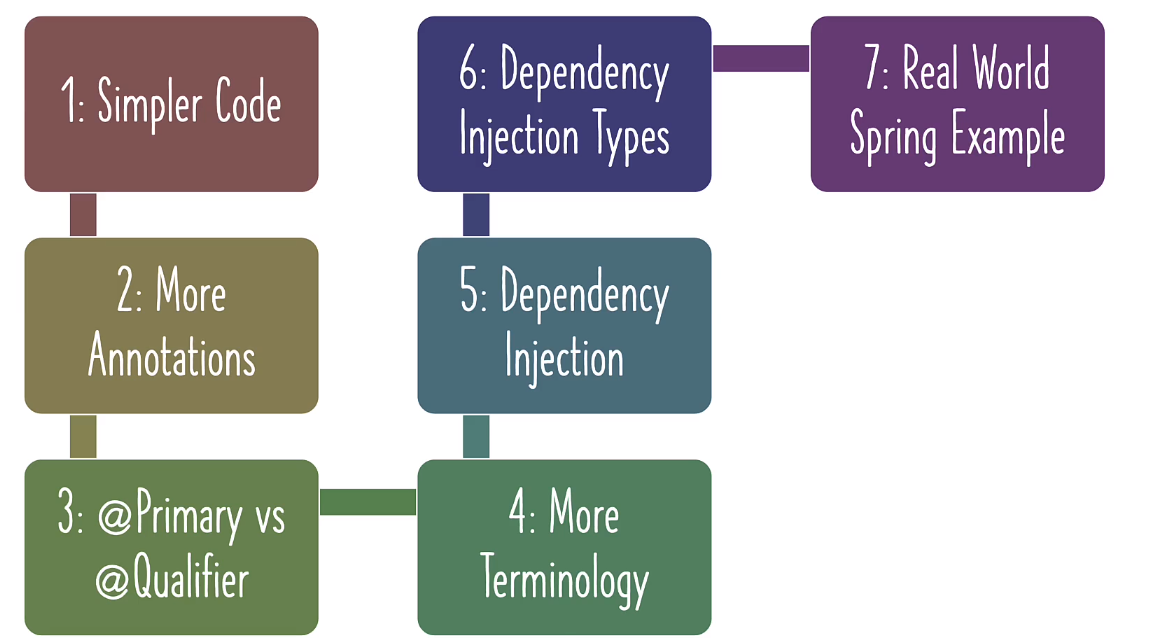 1: Simpler Code
2: More
Annotations
3: @Primary vs
@Qualifier
4: More
Terminology
5: Dependency
Injection
6: Dependency
Injection Types
7: Real World
Spring Example